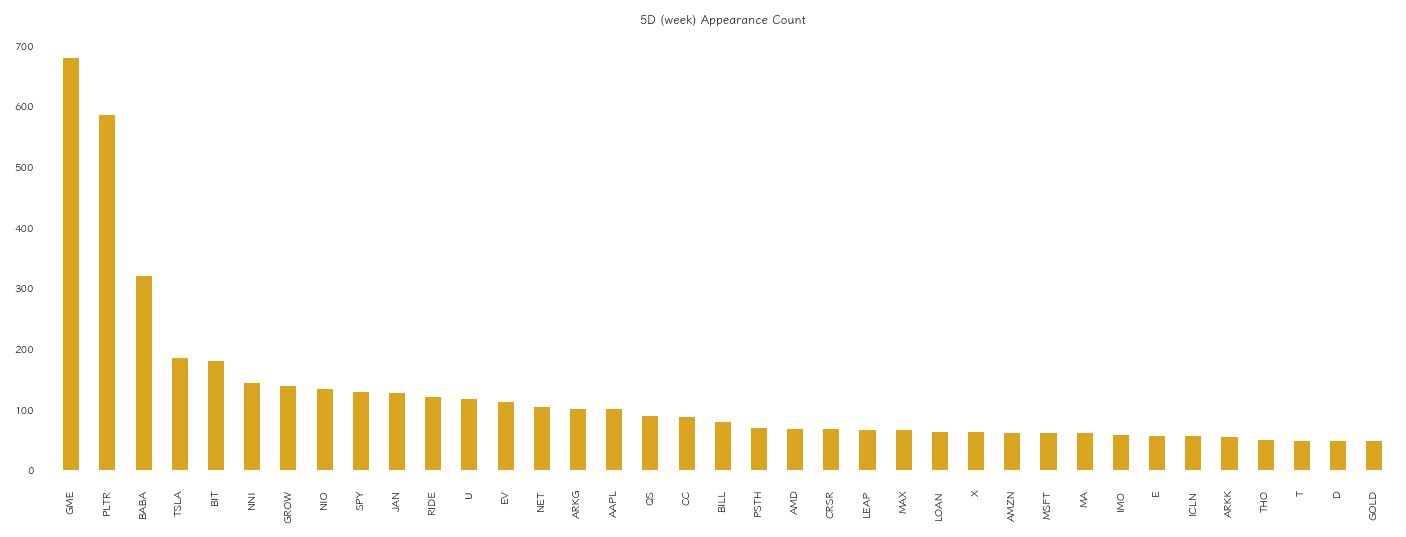 5D (week) Appearance Count
700
600
500
400
300
200
100
0
GME
PLTR
BABA
TSLA
BIT
NNI
GROW
NIO
SPY
JAN
RIDE
U
EV
NET
ARKG
AAPL
QS
CC
BILL
PSTH
AMD
CRSR
LEAP
MAX
LOAN
X
AMZN
MSFT
MA
IMO
E
ICLN
ARKK
THO
T
D
GOLD